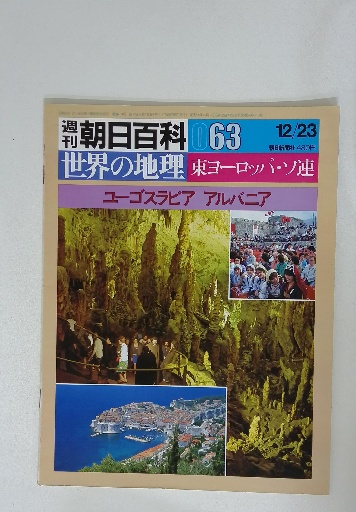 週刊朝日百科 063 12/23
世界の地理 東ヨーロッパ・ソ連
ユーゴスラビア アルバニア